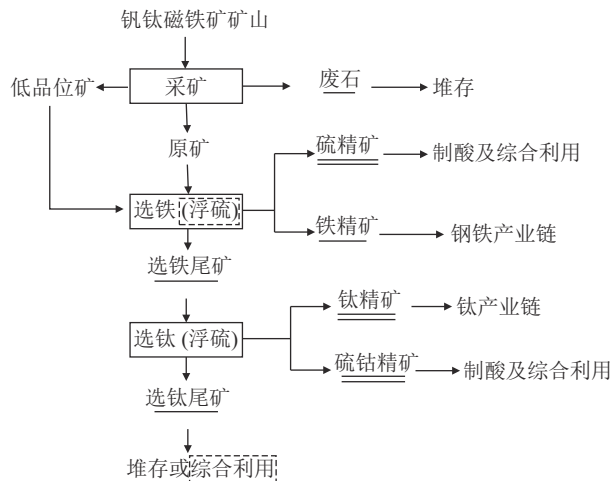 钒钛磁铁矿矿山
低品位矿
采矿
废石
堆存
原矿
硫精矿
制酸及综合利用
选铁 (浮硫)
铁精矿
钢铁产业链
选铁尾矿
钛精矿
钛产业链
选钛 (浮硫)
硫钴精矿
制酸及综合利用
选钛尾矿
堆存或综合利用